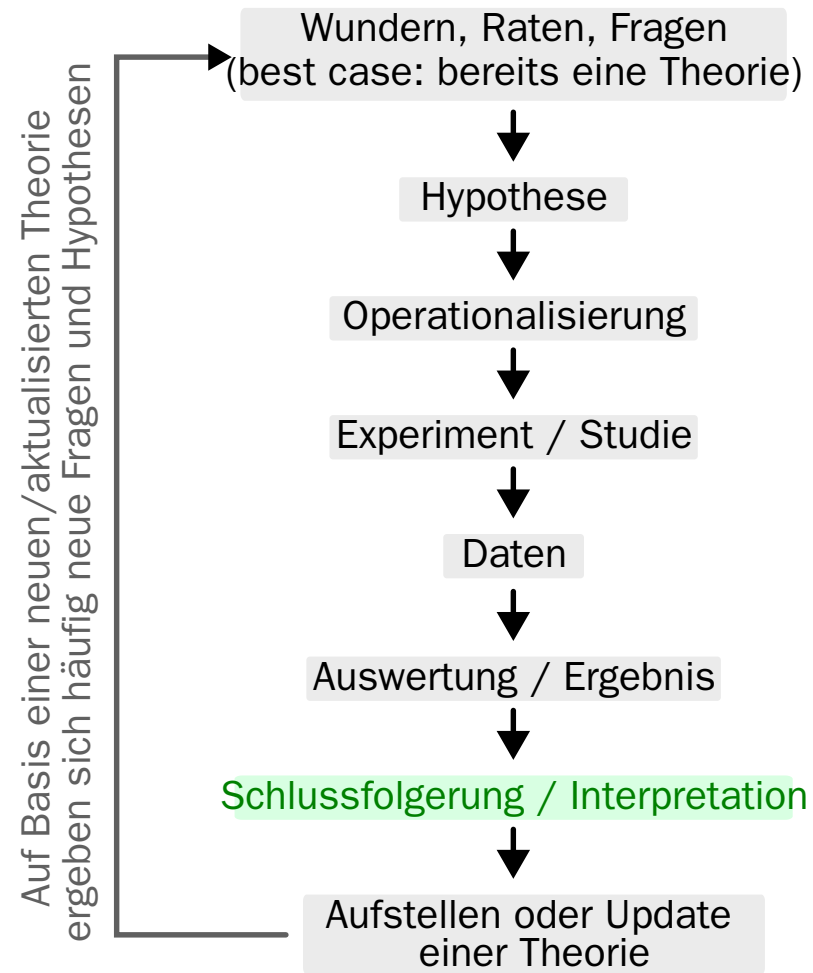 Wundern, Raten, Fragen
(best case: bereits eine Theorie)
Hypothese
Operationalisierung
Experiment / Studie
Daten
Auswertung / Ergebnis
Schlussfolgerung / Interpretation
Aufstellen oder Update
einer Theorie
Auf Basis einer neuen/aktualisierten Theorie
ergeben sich häufig neue Fragen und Hypothesen